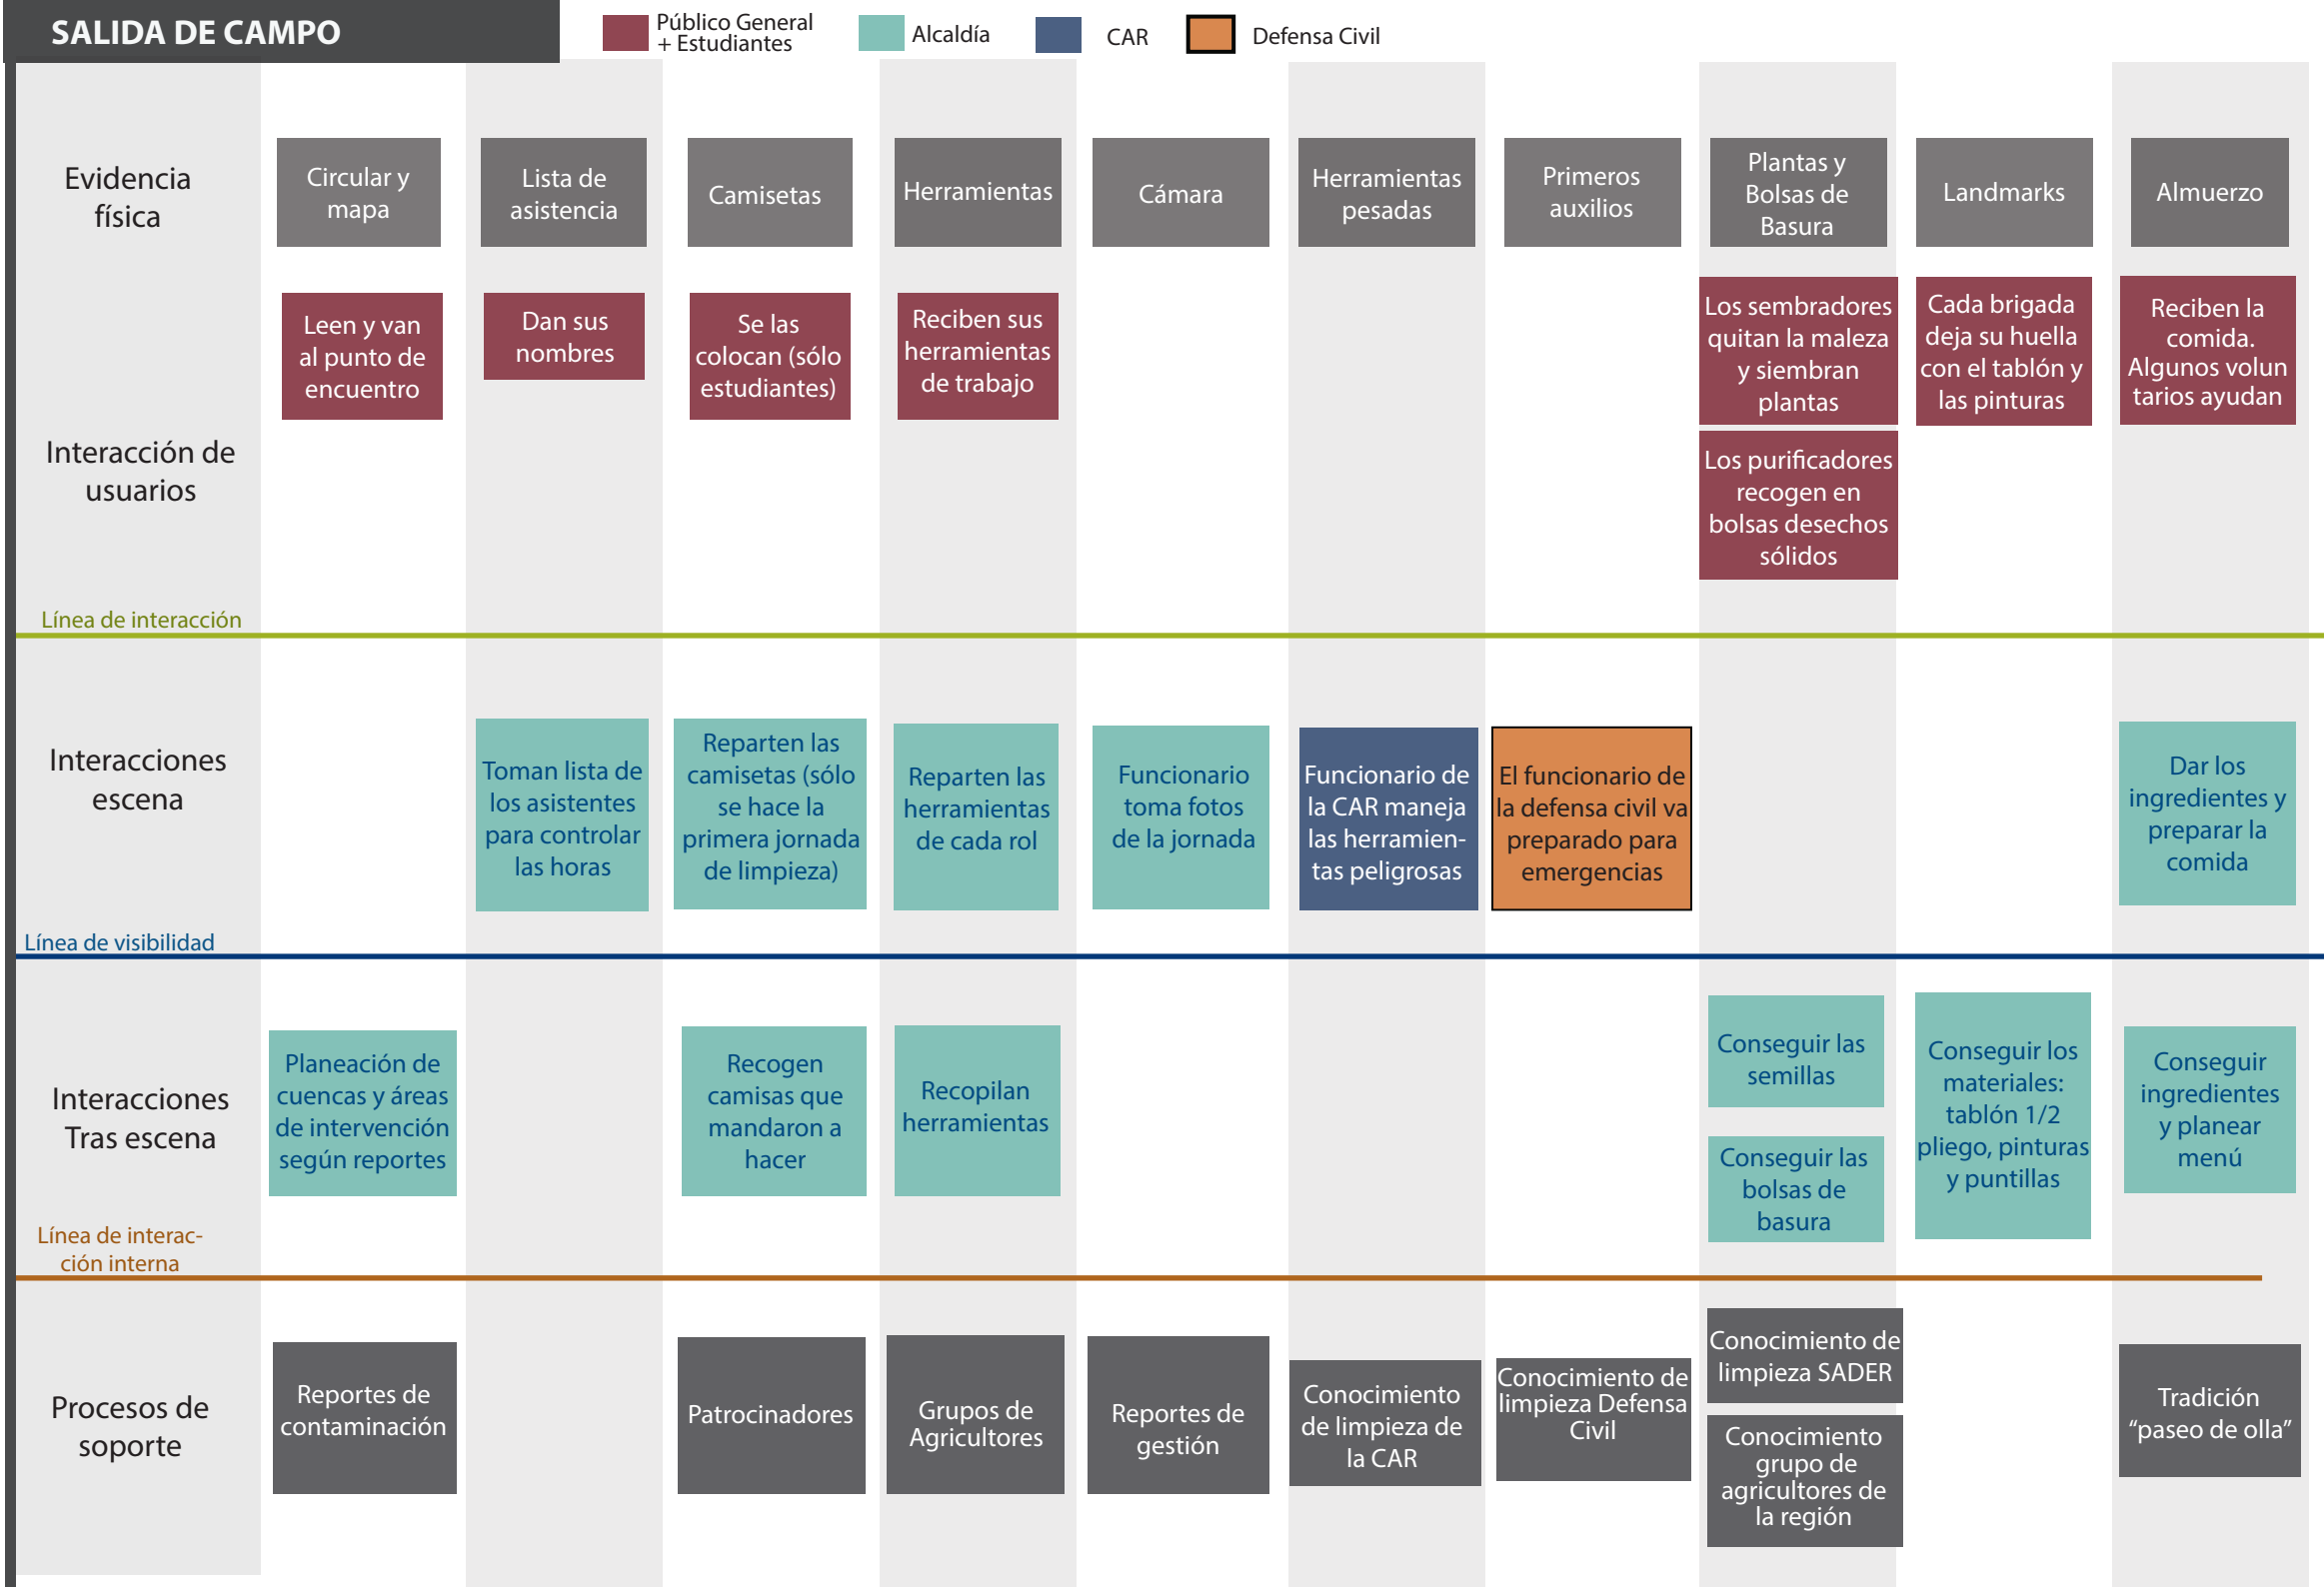 SALIDA DE CAMPO
Público General
+ Estudiantes
Alcaldía
CAR
Defensa Civil
Evidencia
física
Circular y
mapa
Lista de
asistencia
Camisetas
Herramientas
Cámara
Herramientas
pesadas
Primeros
auxilios
Plantas y
Bolsas de
Basura
Landmarks
Almuerzo
Interacción de
usuarios
Leen y van
al punto de
encuentro
Dan sus
nombres
Se las
colocan (sólo
estudiantes)
Reciben sus
herramientas
de trabajo
Los sembradores
quitan la maleza
y siembran
plantas
Los purificadores
recogen en
bolsas desechos
sólidos
Cada brigada
deja su huella
con el tablón y
las pinturas
Reciben la
comida.
Algunos volun
tarios ayudan
Línea de interacción
Interacciones
escena
Toman lista de
los asistentes
para controlar
las horas
Reparten las
camisetas (sólo
se hace la
primera jornada
de limpieza)
Reparten las
herramientas
de cada rol
Funcionario
toma fotos
de la jornada
Funcionario de
la CAR maneja
las herramien-
tas peligrosas
El funcionario de
la defensa civil va
preparado para
emergencias
Dar los
ingredientes y
preparar la
comida
Línea de visibilidad
Interacciones
Tras escena
Planeación de
cuencas y áreas
de intervención
según reportes
Recogen
camisas que
mandaron a
hacer
Recopilan
herramientas
Conseguir las
semillas
Conseguir las
bolsas de
basura
Conseguir los
materiales:
tablón 1/2
pliego, pinturas
y puntillas
Conseguir
ingredientes
y planear
menú
Línea de interac-
ción interna
Procesos de
soporte
Reportes de
contaminación
Patrocinadores
Grupos de
Agricultores
Reportes de
gestión
Conocimiento
de limpieza de
la CAR
Conocimiento de
limpieza Defensa
Civil
Conocimiento de
limpieza SADER
Conocimiento
grupo de
agricultores de
la región
Tradición
“paseo de olla”